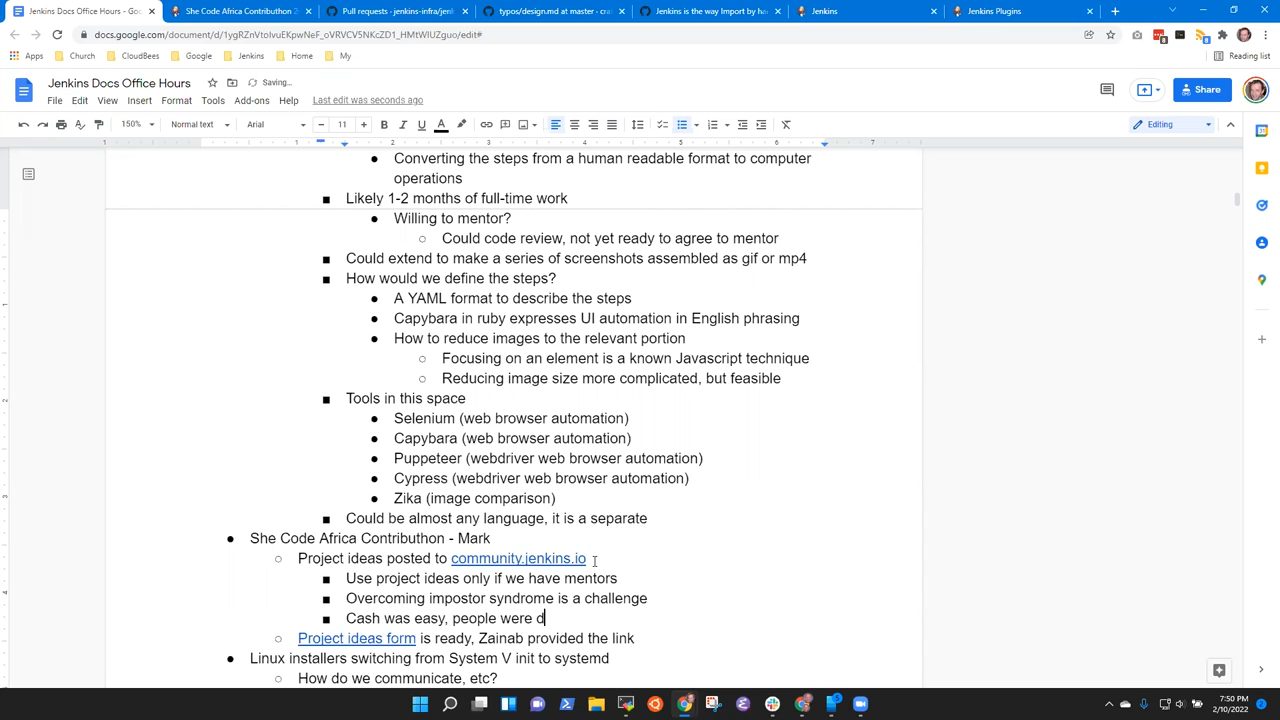 Jenkins Docs Office Hours - Goo
She Code Africa Contributhon 2
Pull requests · jenkins-infra/jenk
typos/design.md at master · cra
Jenkins is the way Import by ha
Jenkins
Jenkins Plugins
docs.google.com/document/d/1ygRZnVtoIvuEKpwNeF_oVRVCV5NKcZD1_HMtWIUZguo/edit#
Apps
Church
CloudBees
Google
Jenkins
Home
My
Reading list
Jenkins Docs Office Hours
Saving...
File Edit View Insert Format Tools Add-ons Help Last edit was seconds ago
Share
150% Normal text Arial 11 Editing
Converting the steps from a human readable format to computer
operations
Likely 1-2 months of full-time work
Willing to mentor?
Could code review, not yet ready to agree to mentor
Could extend to make a series of screenshots assembled as gif or mp4
How would we define the steps?
A YAML format to describe the steps
Capybara in ruby expresses UI automation in English phrasing
How to reduce images to the relevant portion
Focusing on an element is a known Javascript technique
Reducing image size more complicated, but feasible
Tools in this space
Selenium (web browser automation)
Capybara (web browser automation)
Puppeteer (webdriver web browser automation)
Cypress (webdriver web browser automation)
Zika (image comparison)
Could be almost any language, it is a separate
She Code Africa Contributhon - Mark
Project ideas posted to community.jenkins.io
Use project ideas only if we have mentors
Overcoming impostor syndrome is a challenge
Cash was easy, people were d
Project ideas form is ready, Zainab provided the link
Linux installers switching from System V init to systemd
How do we communicate, etc?
7:50 PM
2/10/2022